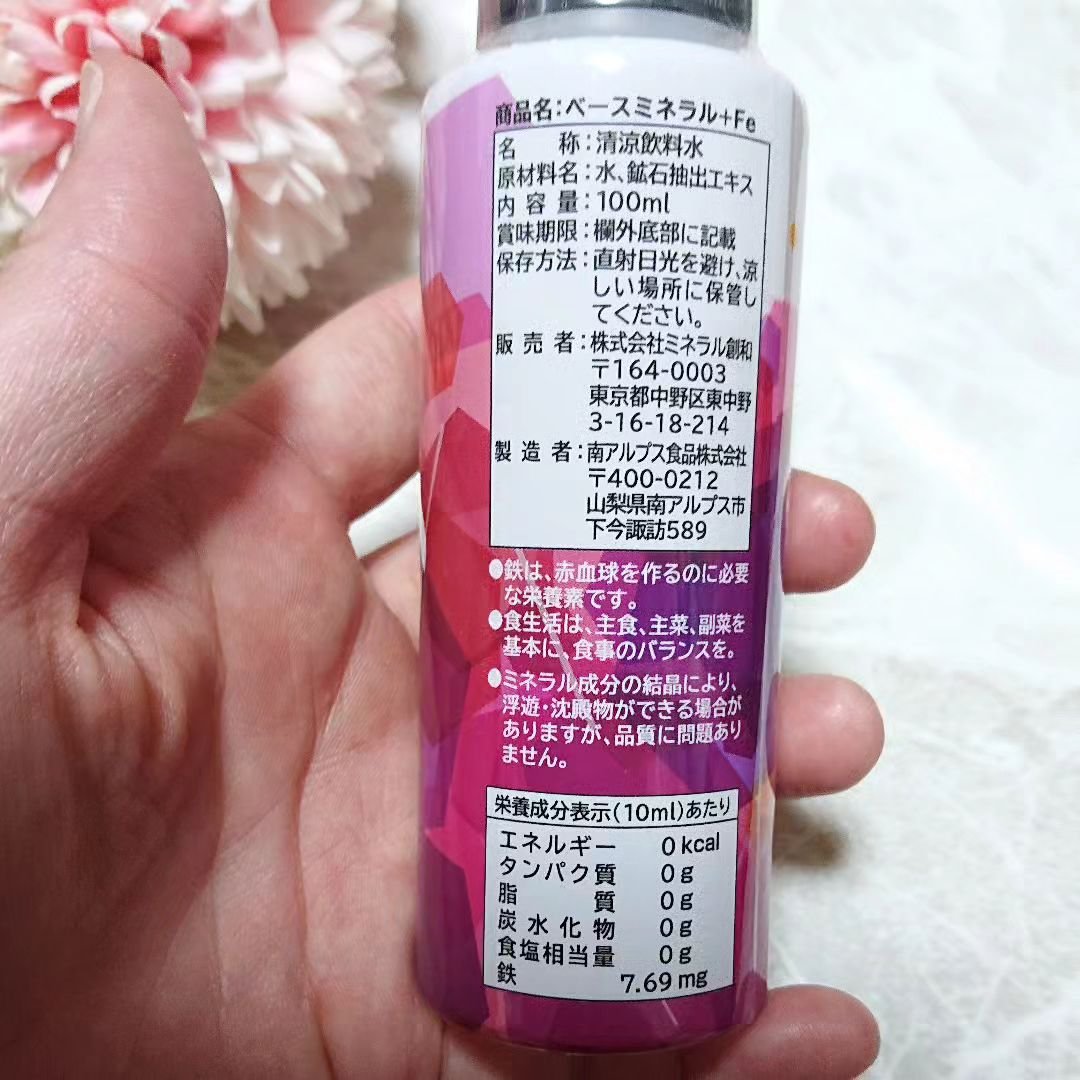 商品名:ベースミネラル+Fe
名称:清涼飲料水
原材料名:水、鉱石抽出エキス
内容量:100ml
賞味期限:欄外底部に記載
保存方法:直射日光を避け、涼
しい場所に保管し
てください。
販売者:株式会社ミネラル創和
〒164-0003
東京都中野区東中野
3-16-18-214
製造者:南アルプス食品株式会社
〒400-0212
山梨県南アルプス市
下今諏訪589
●鉄は、赤血球を作るのに必要
な栄養素です。
●食生活は、主食、主菜、副菜を
基本に、食事のバランスを。
●ミネラル成分の結晶により、
浮遊・沈殿物ができる場合が
ありますが、品質に問題あり
ません。
栄養成分表示(10ml)あたり
エネルギー 0kcal
タンパク質 0g
脂質 0g
炭水化物 0g
食塩相当量 0g
鉄 7.69mg